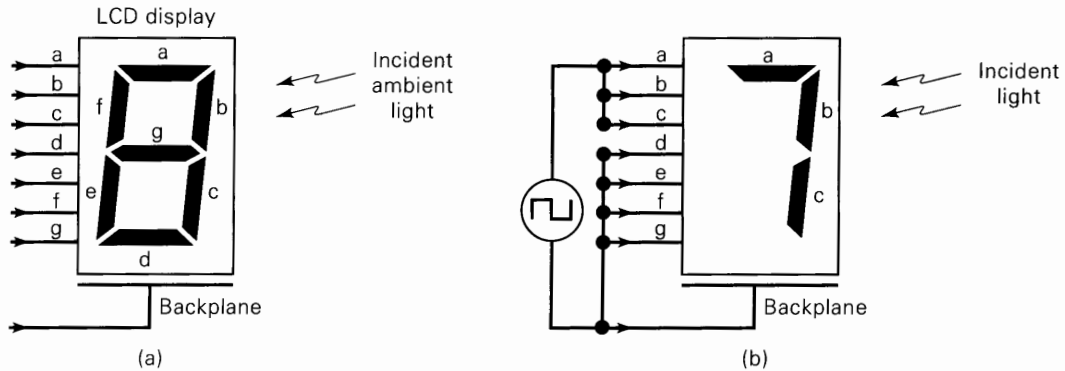 LCD display
a
b
c
d
e
f
g
a
f
b
g
e
c
d
Incident
ambient
light
Backplane
(a)
a
b
c
d
e
f
g
a
b
c
Incident
light
Backplane
(b)